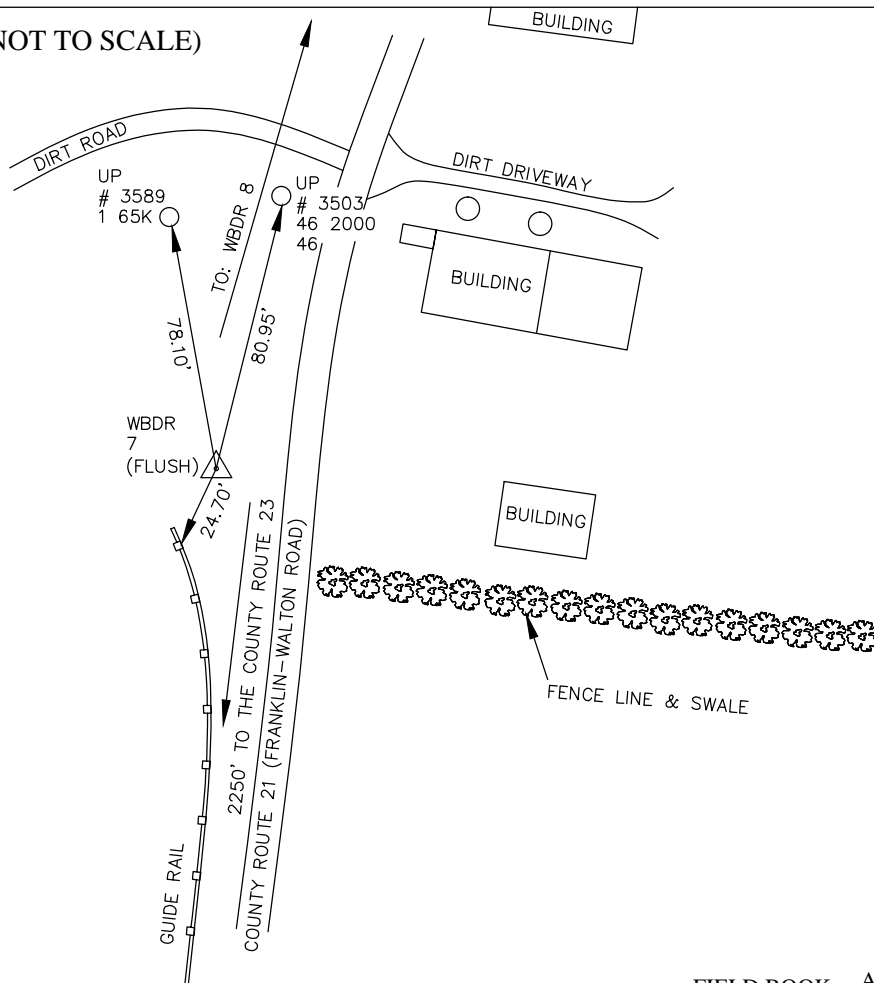 BUILDING
NOT TO SCALE)
DIRT ROAD
DIRT DRIVEWAY
UP
# 3589
1 65K
UP
# 3503
46 2000
46
TO: WBDR 8
BUILDING
78.10'
80.95'
WBDR
7
(FLUSH)
24.70'
BUILDING
2250' TO THE COUNTY ROUTE 23
COUNTY ROUTE 21 (FRANKLIN-WALTON ROAD)
FENCE LINE & SWALE
GUIDE RAIL
FIELD BOOK A